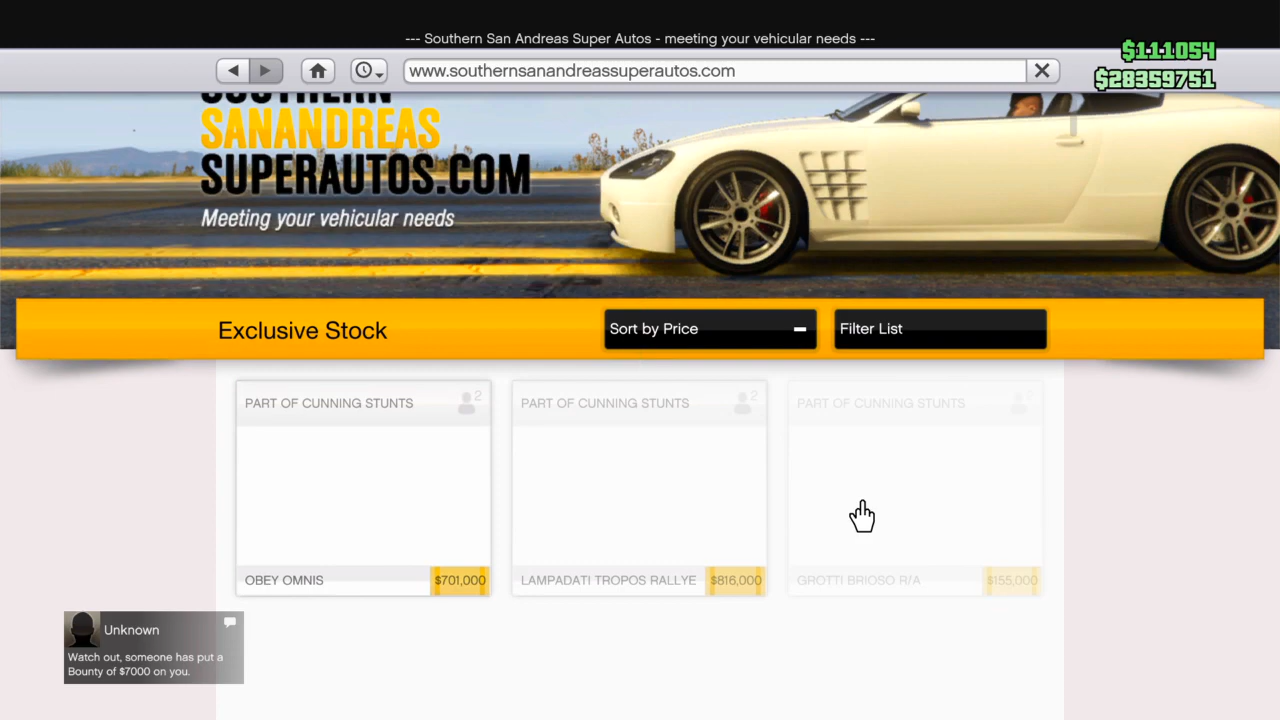 --- Southern San Andreas Super Autos - meeting your vehicular needs ---
$111054
www.southernsanandreassuperautos.com
$28359751
SOUTHERN
SANANDREAS
SUPERAUTOS.COM
Meeting your vehicular needs
Exclusive Stock
Sort by Price
Filter List
PART OF CUNNING STUNTS
2
PART OF CUNNING STUNTS
2
PART OF CUNNING STUNTS
OBEY OMNIS
$701,000
LAMPADATI TROPOS RALLYE
$816,000
GROTTI BRIOSO R/A
$155,000
Unknown
Watch out, someone has put a
Bounty of $7000 on you.